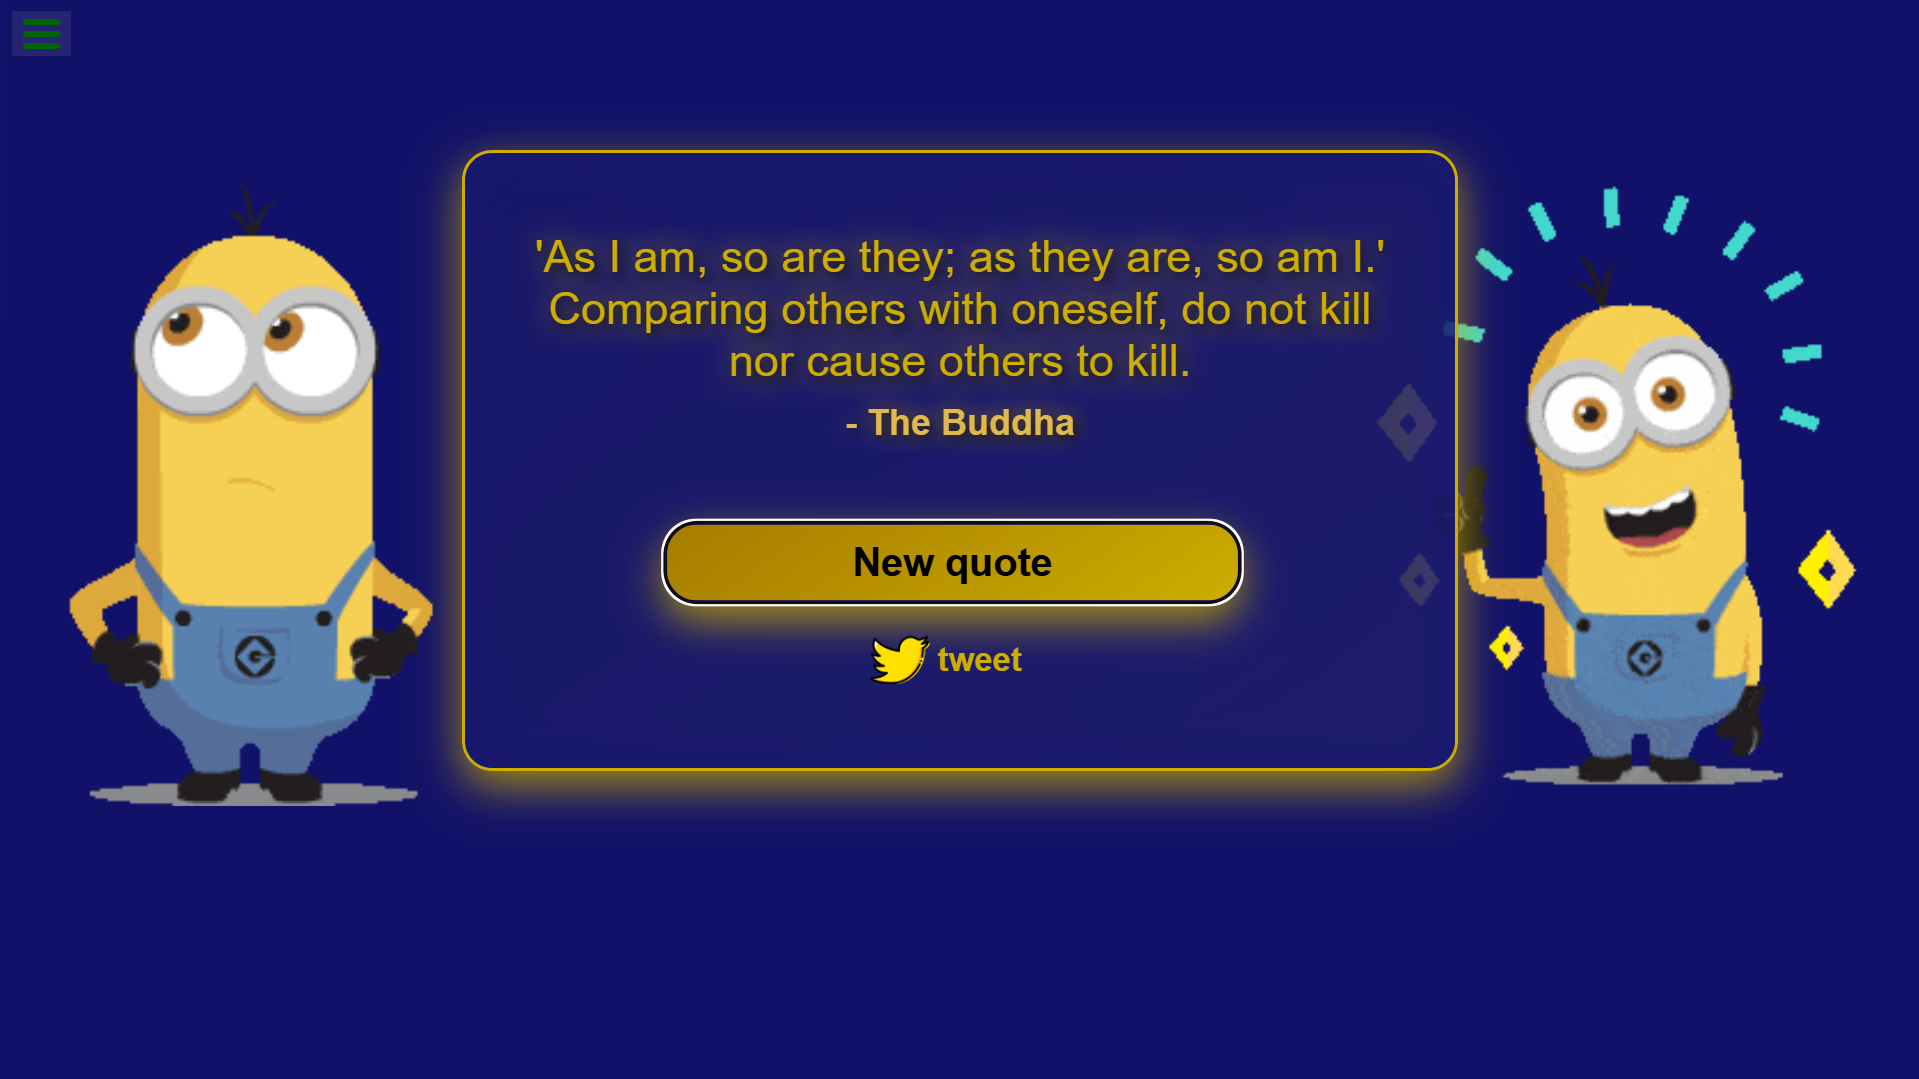 'As I am, so are they; as they are, so am I.'
Comparing others with oneself, do not kill
nor cause others to kill.
- The Buddha
New quote
tweet